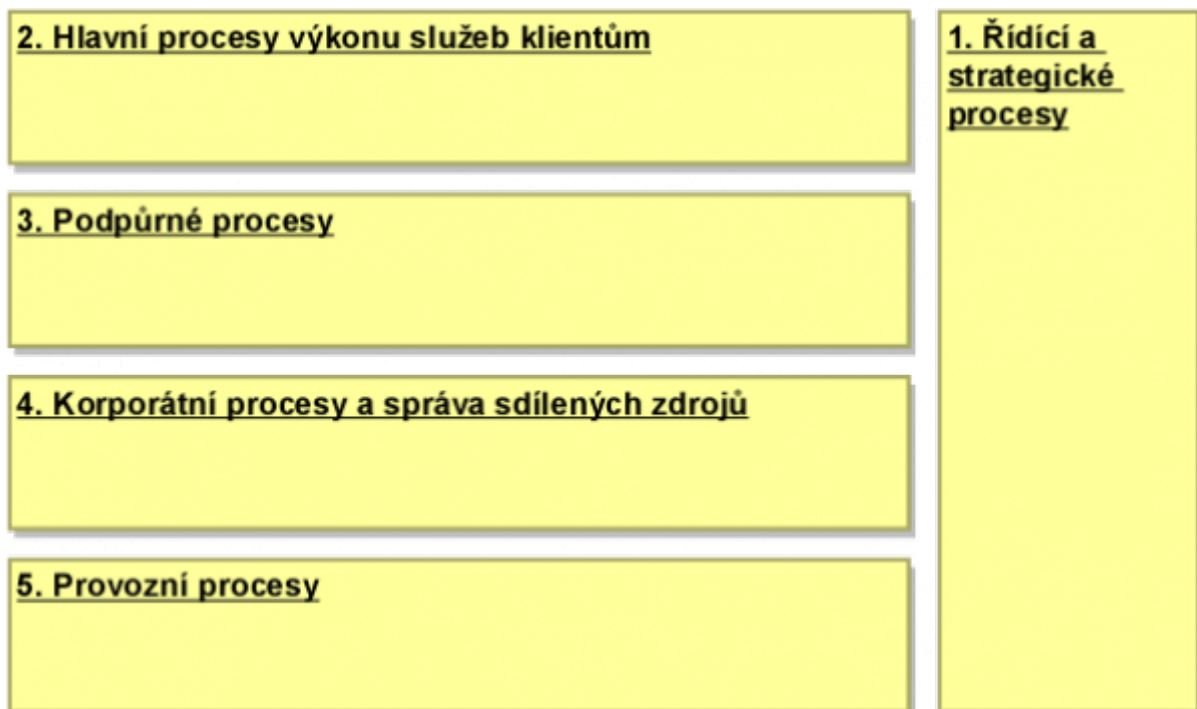 2. Hlavní procesy výkonu služeb klientům
1. Řídící a
strategické
procesy
3. Podpůrné procesy
4. Korporátní procesy a správa sdílených zdrojů
5. Provozní procesy